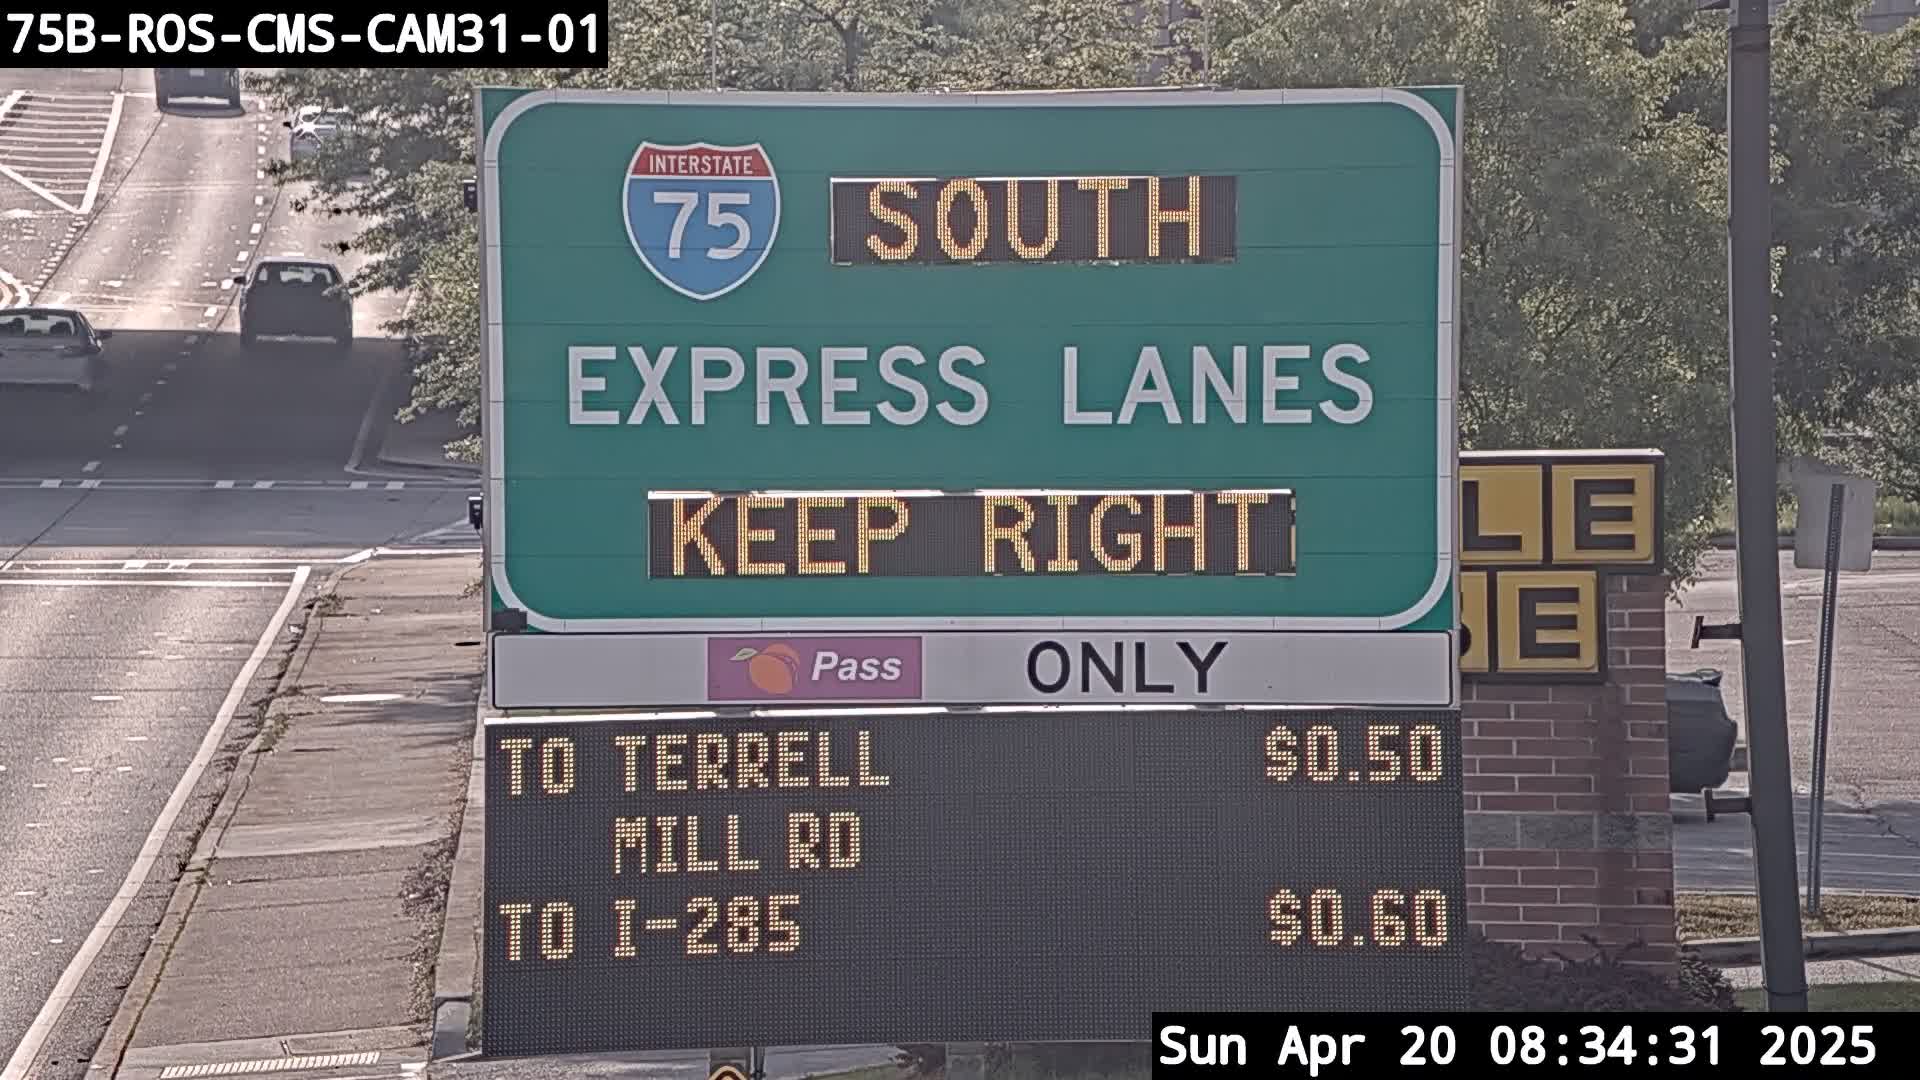 75B-ROS-CMS-CAM31-01
INTERSTATE
75
SOUTH
EXPRESS LANES
KEEP RIGHT
Pass ONLY
TO TERRELL $0.50
MILL RD
TO I-285 $0.60
LE
E
Sun Apr 20 08:34:31 2025